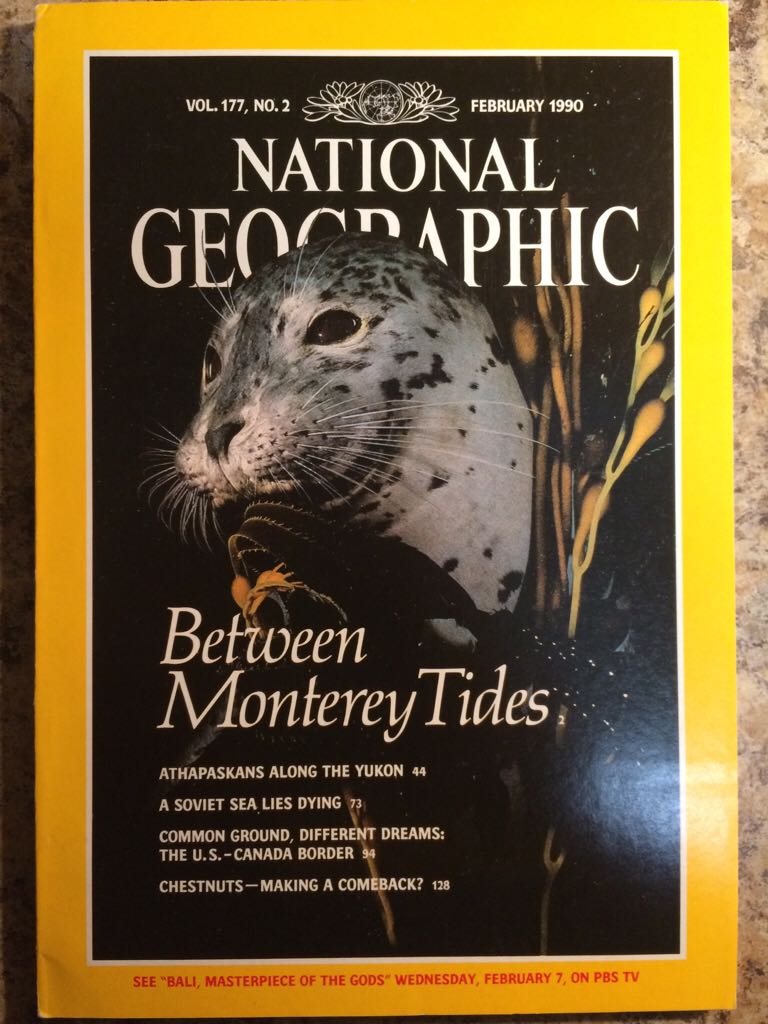 VOL. 177, NO. 2 FEBRUARY 1990
NATIONAL
GEOGRAPHIC
Between
Monterey Tides 2
ATHAPASKANS ALONG THE YUKON 44
A SOVIET SEA LIES DYING 73
COMMON GROUND, DIFFERENT DREAMS:
THE U.S.–CANADA BORDER 94
CHESTNUTS—MAKING A COMEBACK? 128
SEE "BALI, MASTERPIECE OF THE GODS" WEDNESDAY, FEBRUARY 7, ON PBS TV